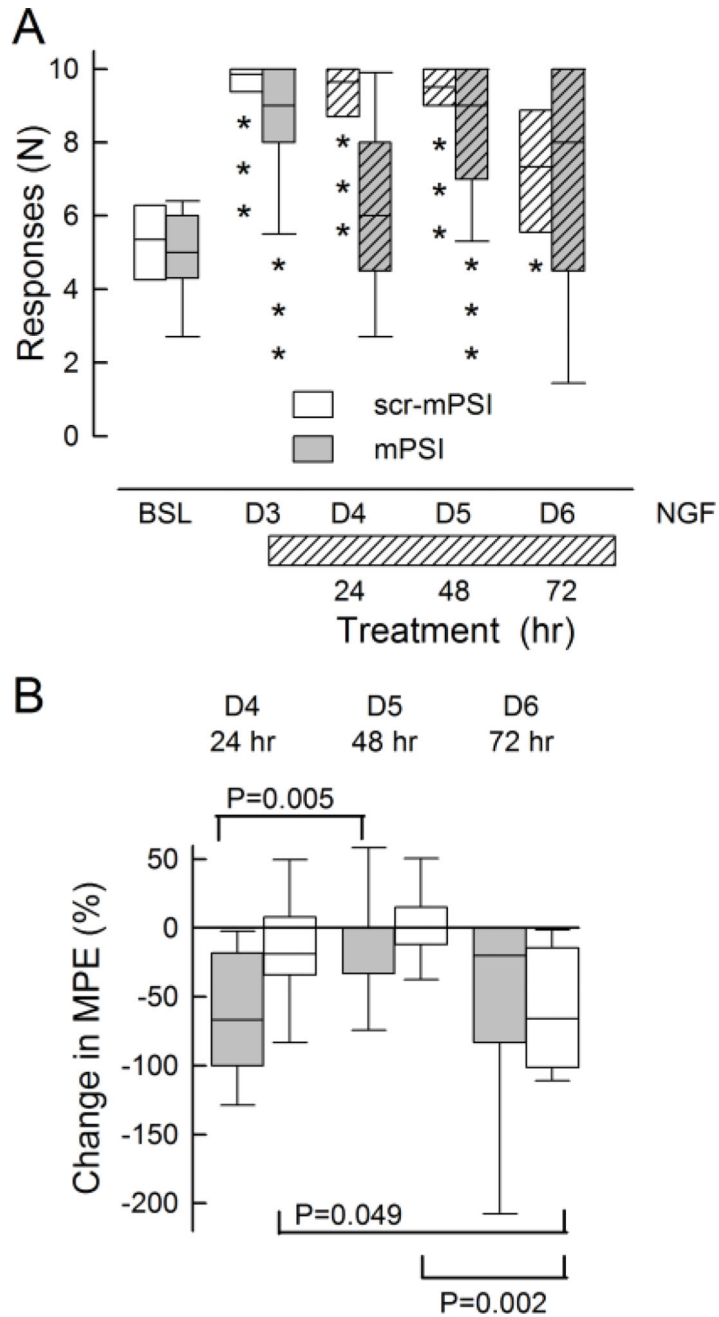 A
Responses (N)
10
8
6
4
2
0
* * *
* * *
* * *
* * *
* * *
*
scr-mPSI
mPSI
BSL D3 D4 D5 D6 NGF
24 48 72
Treatment (hr)
B
D4 D5 D6
24 hr 48 hr 72 hr
P=0.005
Change in MPE (%)
50
0
-50
-100
-150
-200
P=0.049
P=0.002